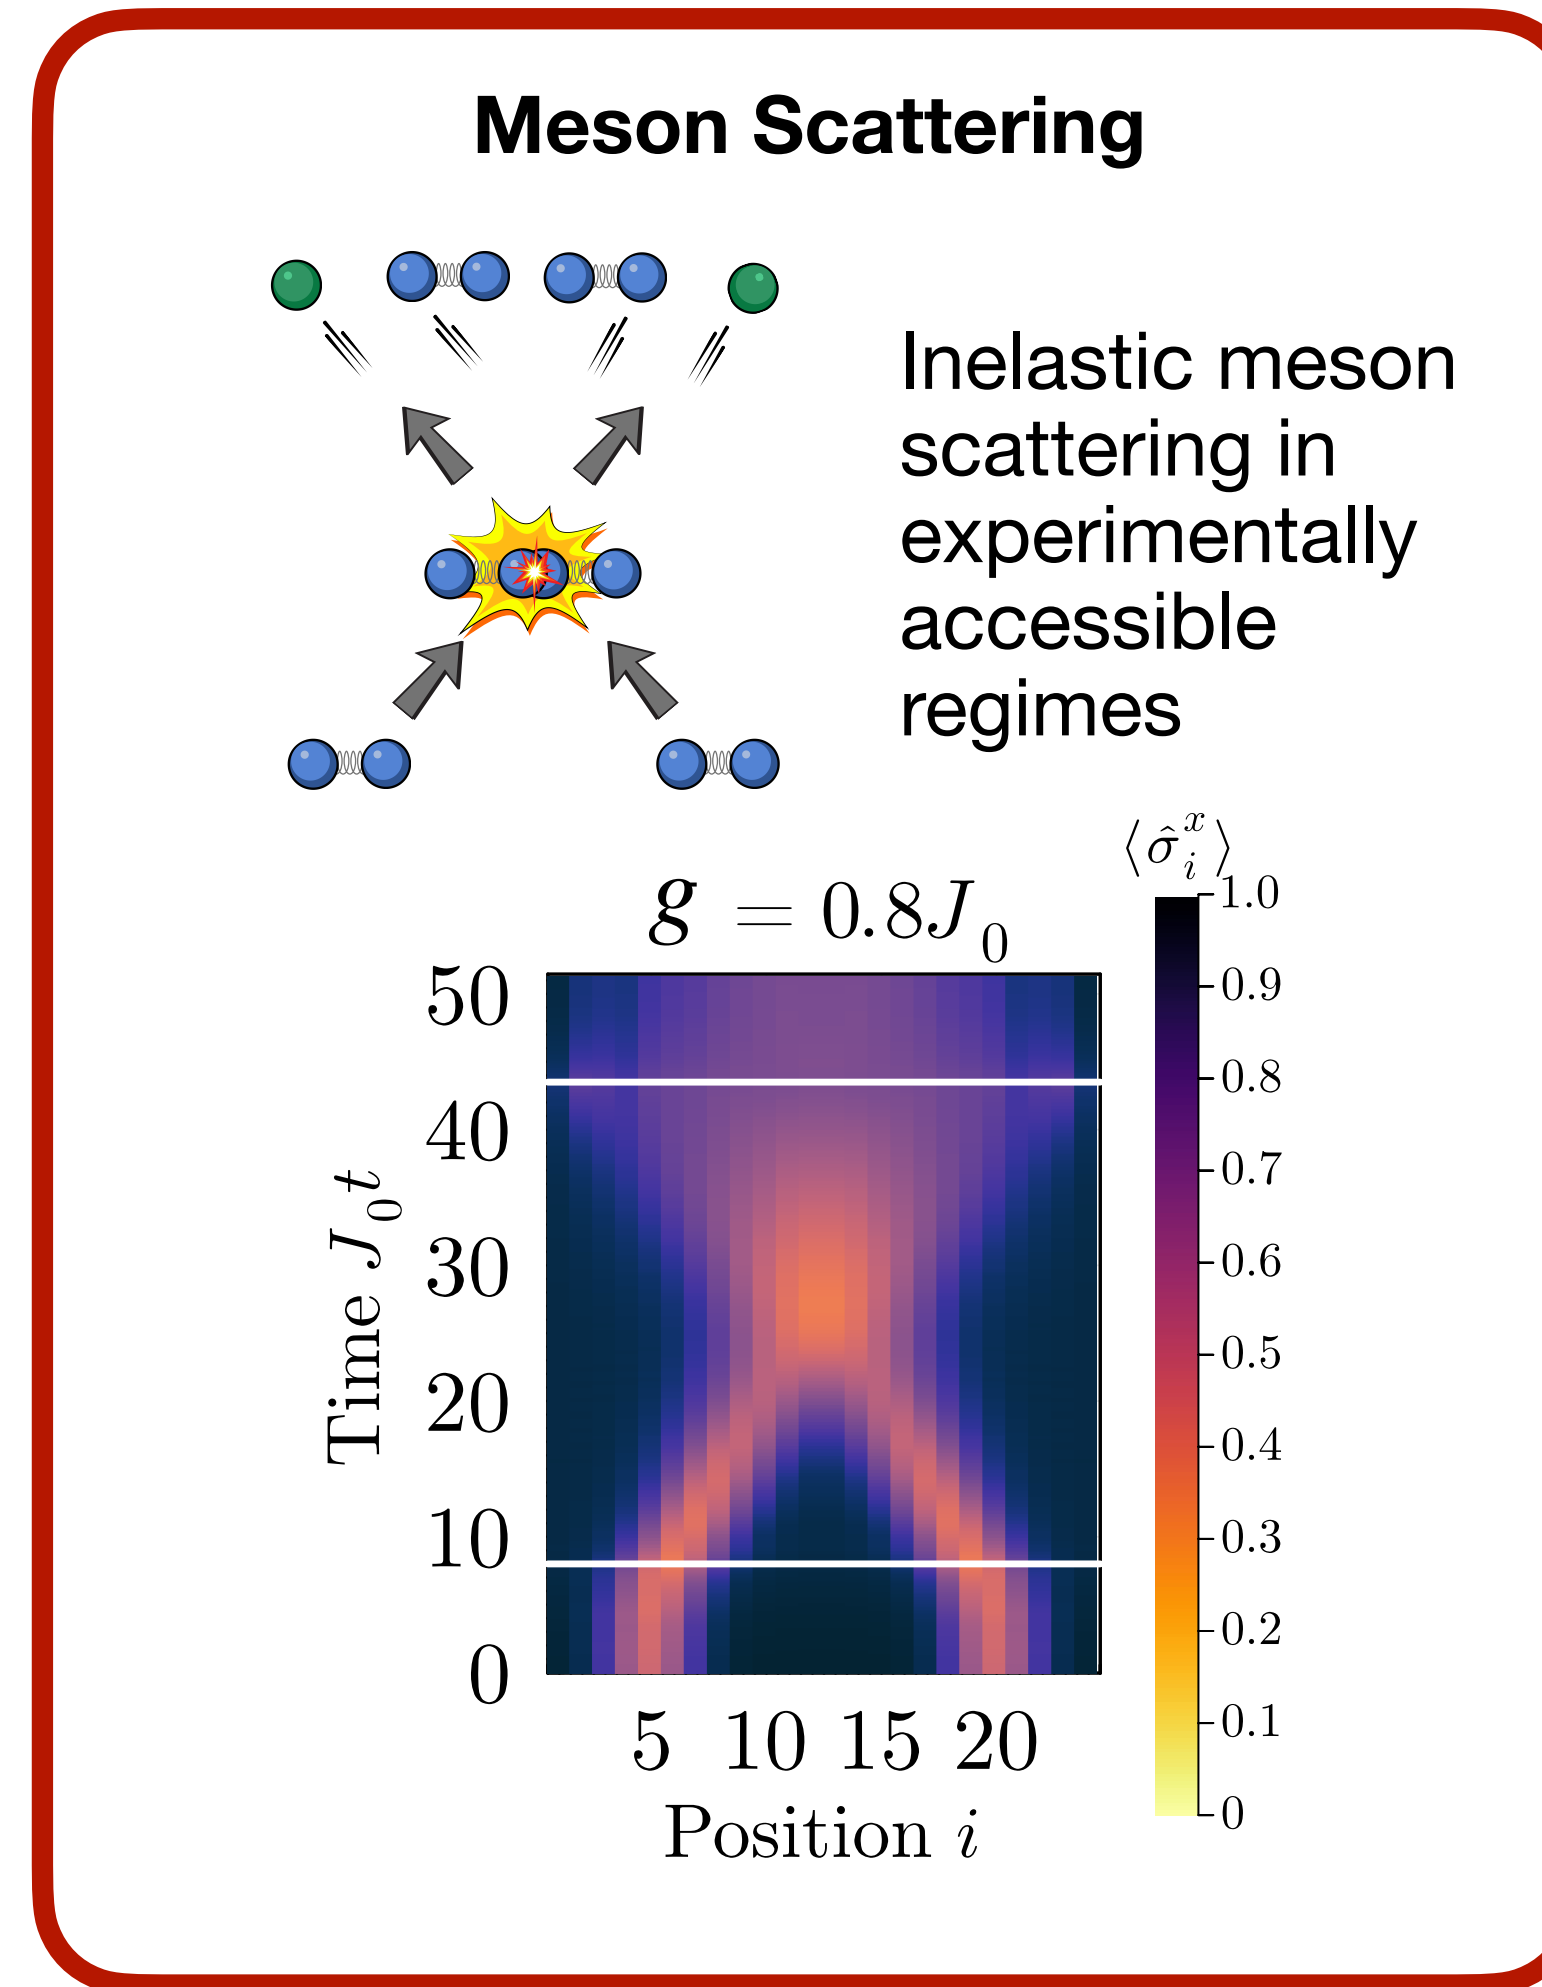 Meson Scattering
Inelastic meson
scattering in
experimentally
accessible
regimes
⟨σ̂ᵢˣ⟩
g = 0.8J₀
1.0
0.9
0.8
0.7
0.6
0.5
0.4
0.3
0.2
0.1
0
Time J₀t
50
40
30
20
10
0
5 10 15 20
Position i